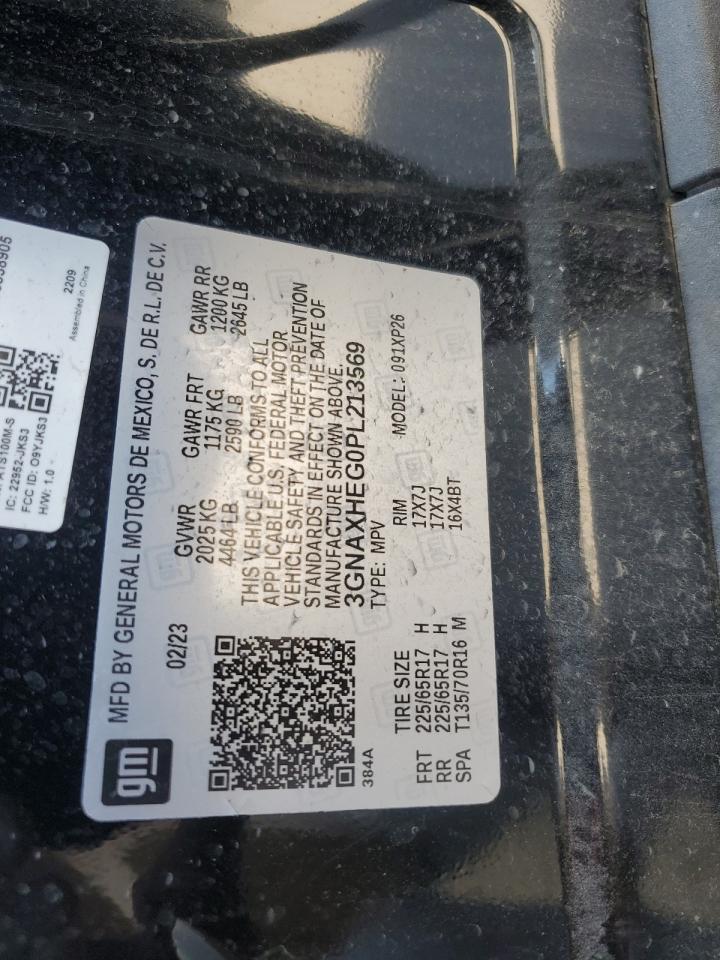 gm
MFD BY GENERAL MOTORS DE MEXICO, S. DE R.L. DE C.V.
02/23
GVWR GAWR FRT GAWR RR
2025 KG 1175 KG 1200 KG
4464 LB 2590 LB 2645 LB
THIS VEHICLE CONFORMS TO ALL
APPLICABLE U.S. FEDERAL MOTOR
VEHICLE SAFETY AND THEFT PREVENTION
STANDARDS IN EFFECT ON THE DATE OF
MANUFACTURE SHOWN ABOVE.
3GNAXHEG0PL213569
TYPE: MPV MODEL: 091XP26
384A
TIRE SIZE RIM
FRT 225/65R17 H 17X7J
RR 225/65R17 H 17X7J
SPA T135/70R16 M 16X4BT
2209
Assembled in China
IC: 22952-JKS3
FCC ID: O9YJKS3
H/W: 1.0